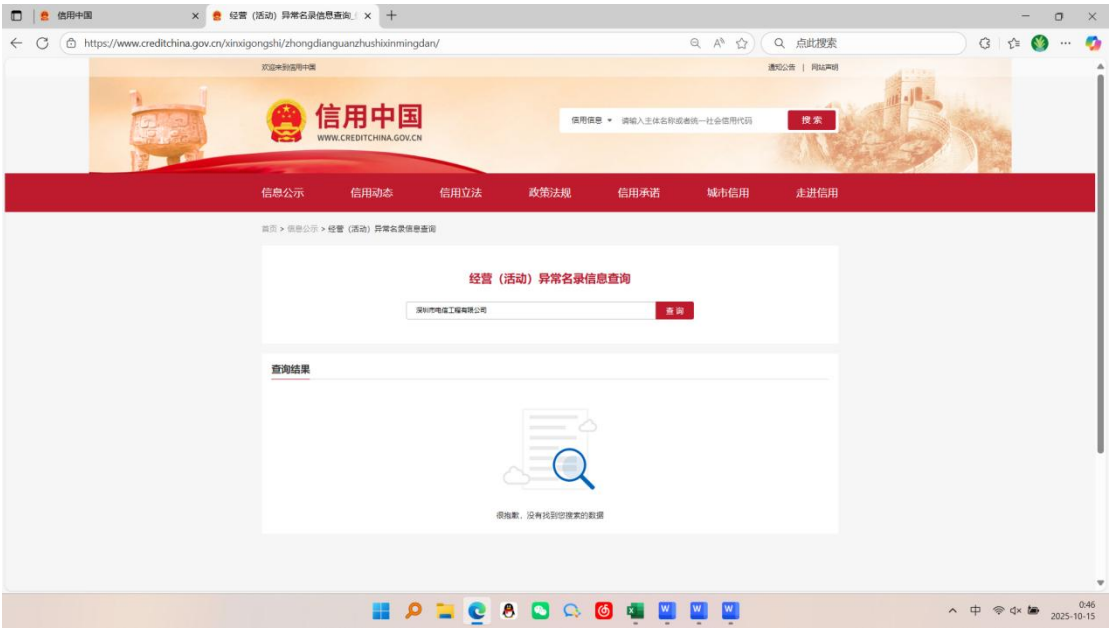 信用中国
经营（活动）异常名录信息查询_信
https://www.creditchina.gov.cn/xinxigongshi/zhongdianguanzhushixinmingdan/
点此搜索
欢迎来到信用中国
通知公告 | 网站声明
信用中国
WWW.CREDITCHINA.GOV.CN
信用信息
请输入主体名称或者统一社会信用代码
搜索
信息公示 信用动态 信用立法 政策法规 信用承诺 城市信用 走进信用
首页 > 信息公示 > 经营（活动）异常名录信息查询
经营（活动）异常名录信息查询
深圳市电信工程有限公司
查询
查询结果
很抱歉，没有找到您搜索的数据
中
0:46
2025-10-15